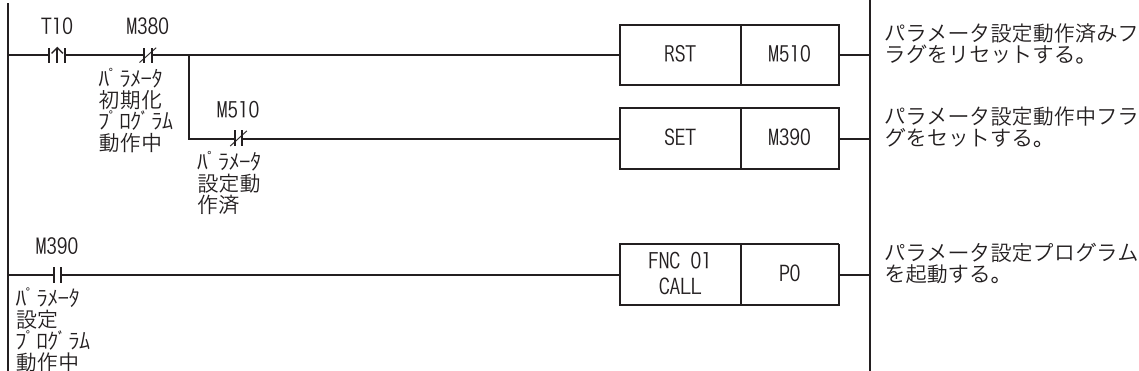 T10 M380
RST M510
パラメータ設定動作済みフ
ラグをリセットする。
ﾊﾟﾗﾒｰﾀ
初期化
ﾌﾟﾛｸﾞﾗﾑ
動作中
M510
SET M390
パラメータ設定動作中フラ
グをセットする。
ﾊﾟﾗﾒｰﾀ
設定動
作済
M390
FNC 01
CALL
P0
パラメータ設定プログラム
を起動する。
ﾊﾟﾗﾒｰﾀ
設定
ﾌﾟﾛｸﾞﾗﾑ
動作中